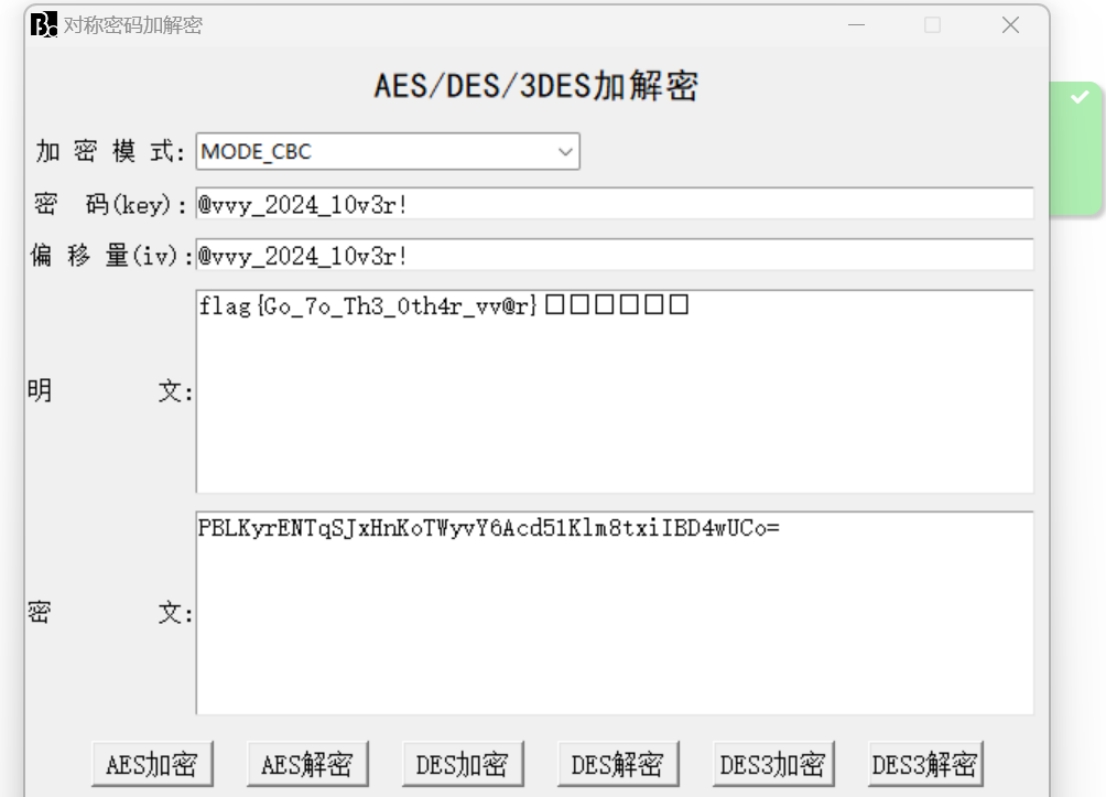 对称密码加解密
AES/DES/3DES加解密
加 密 模 式: MODE_CBC
密 码(key): @vvy_2024_10v3r!
偏 移 量(iv): @vvy_2024_10v3r!
明 文: flag{Go_7o_Th3_0th4r_vv@r}□□□□□□
密 文: PBLKyrENTqSJxHnKoTWyvY6Acd51Klm8txiIBD4wUCo=
AES加密 AES解密 DES加密 DES解密 DES3加密 DES3解密